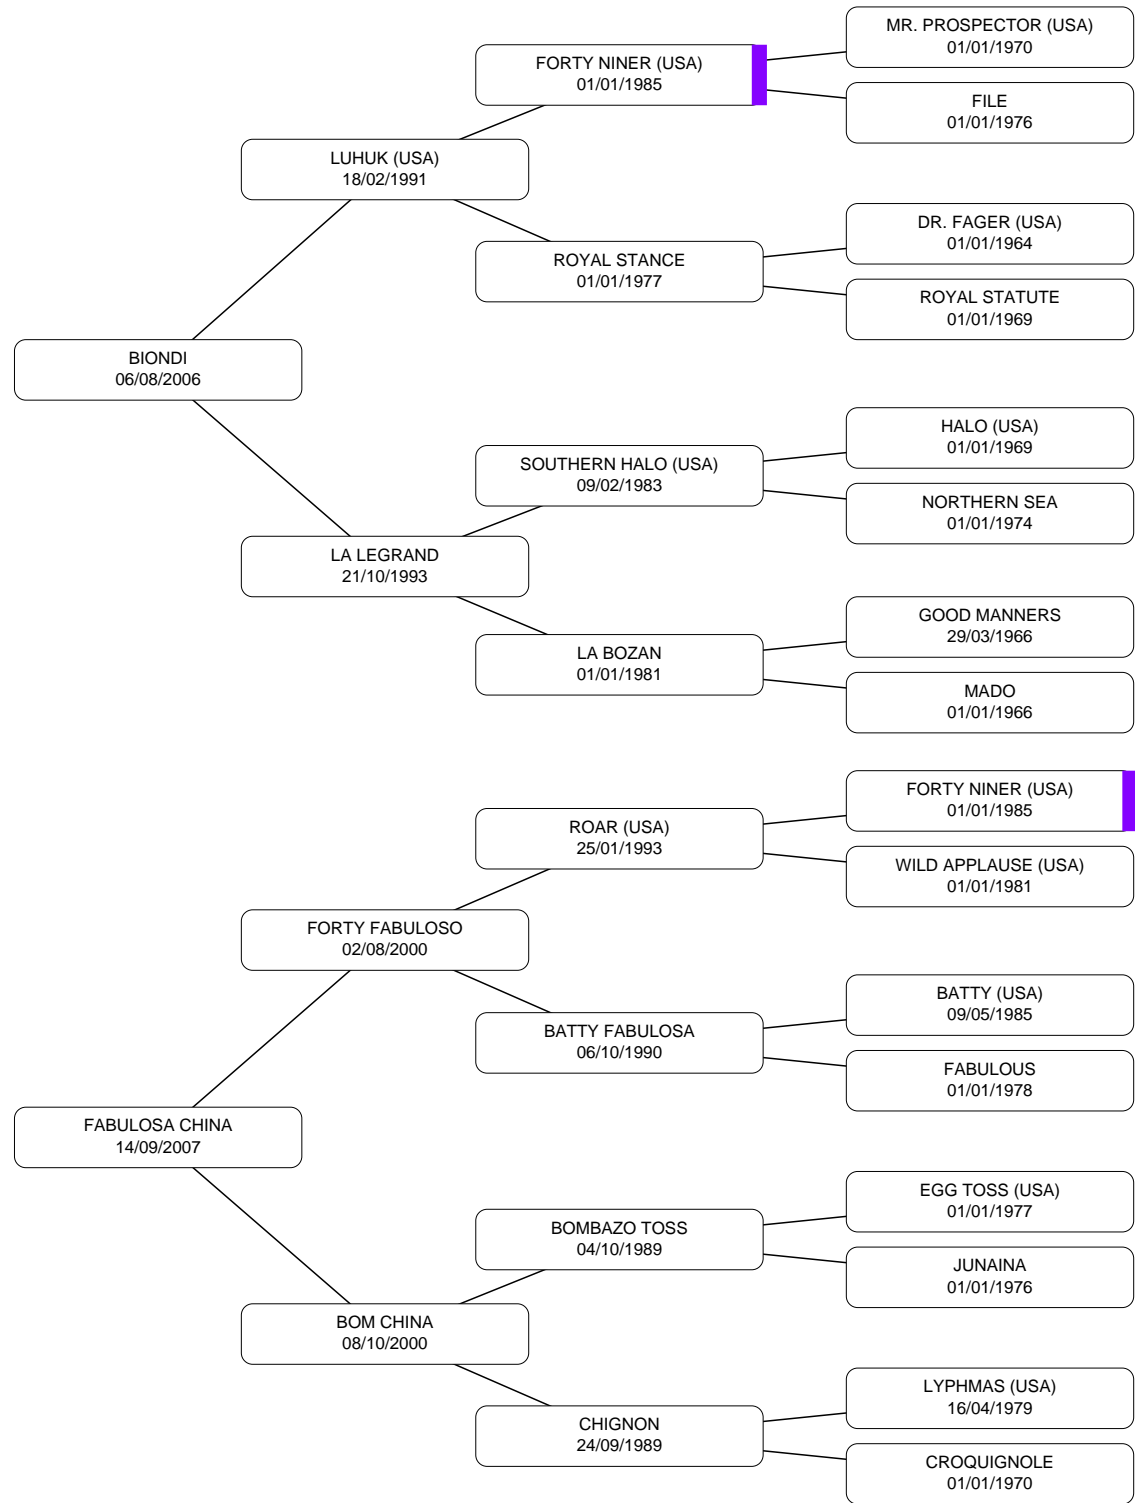 MR. PROSPECTOR (USA)
01/01/1970
FORTY NINER (USA)
01/01/1985
FILE
01/01/1976
LUHUK (USA)
18/02/1991
DR. FAGER (USA)
01/01/1964
ROYAL STANCE
01/01/1977
ROYAL STATUTE
01/01/1969
BIONDI
06/08/2006
HALO (USA)
01/01/1969
SOUTHERN HALO (USA)
09/02/1983
NORTHERN SEA
01/01/1974
LA LEGRAND
21/10/1993
GOOD MANNERS
29/03/1966
LA BOZAN
01/01/1981
MADO
01/01/1966
FORTY NINER (USA)
01/01/1985
ROAR (USA)
25/01/1993
WILD APPLAUSE (USA)
01/01/1981
FORTY FABULOSO
02/08/2000
BATTY (USA)
09/05/1985
BATTY FABULOSA
06/10/1990
FABULOUS
01/01/1978
FABULOSA CHINA
14/09/2007
EGG TOSS (USA)
01/01/1977
BOMBAZO TOSS
04/10/1989
JUNAINA
01/01/1976
BOM CHINA
08/10/2000
LYPHMAS (USA)
16/04/1979
CHIGNON
24/09/1989
CROQUIGNOLE
01/01/1970